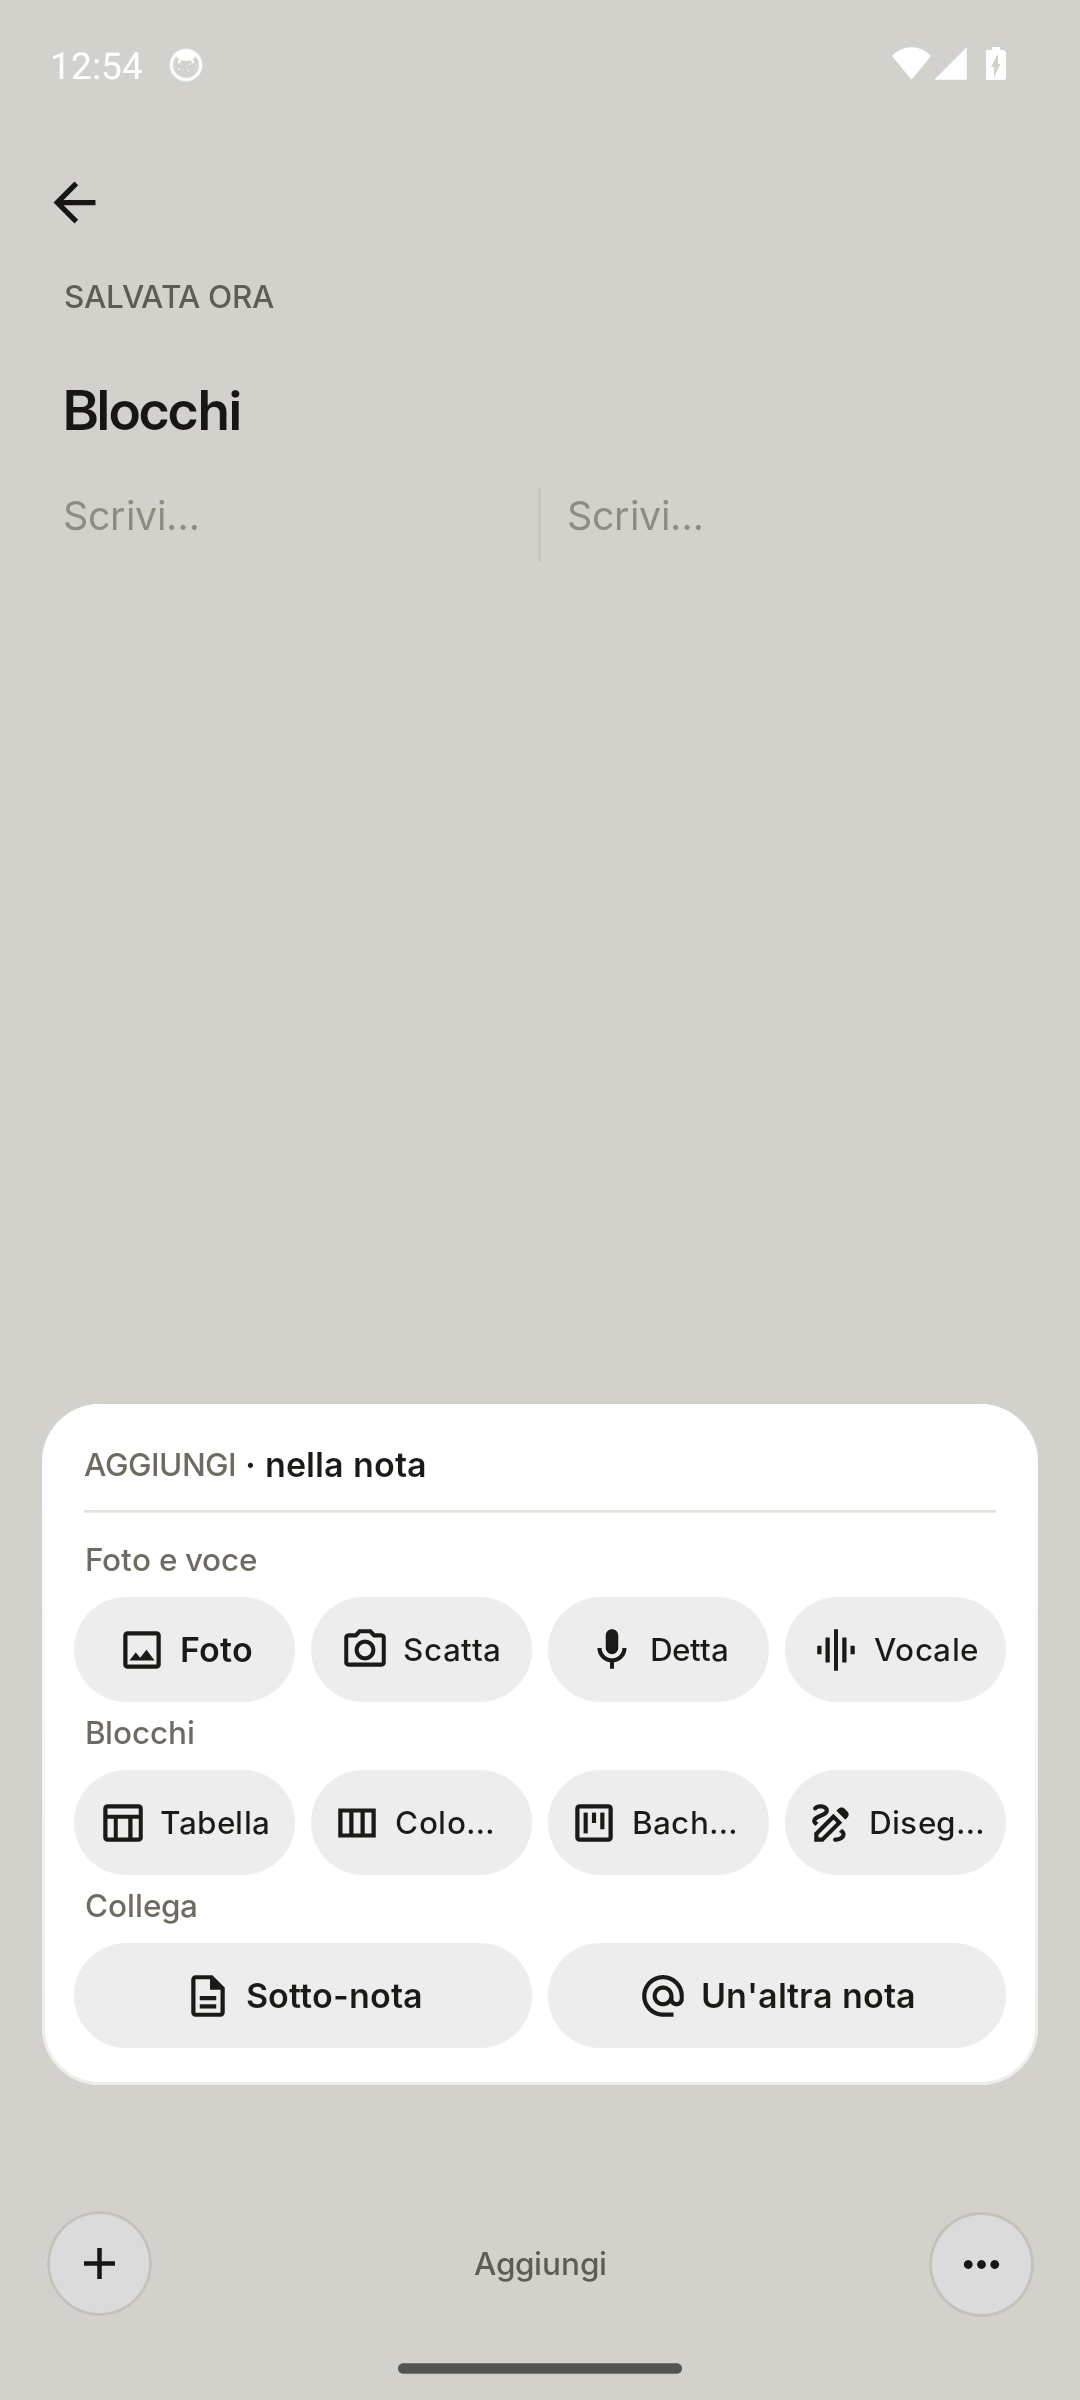 12:54
SALVATA ORA
Blocchi
Scrivi... Scrivi...
AGGIUNGI · nella nota
Foto e voce
Foto Scatta Detta Vocale
Blocchi
Tabella Colo... Bach... Diseg...
Collega
Sotto-nota Un'altra nota
Aggiungi